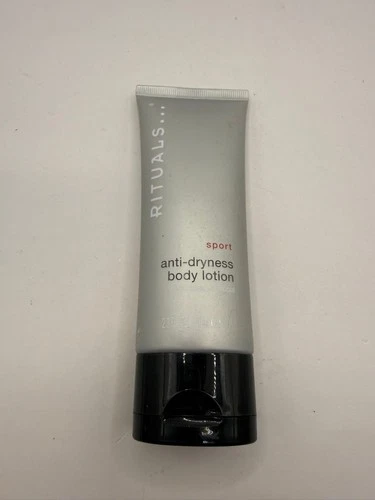 RITUALS...
sport
anti-dryness
body lotion